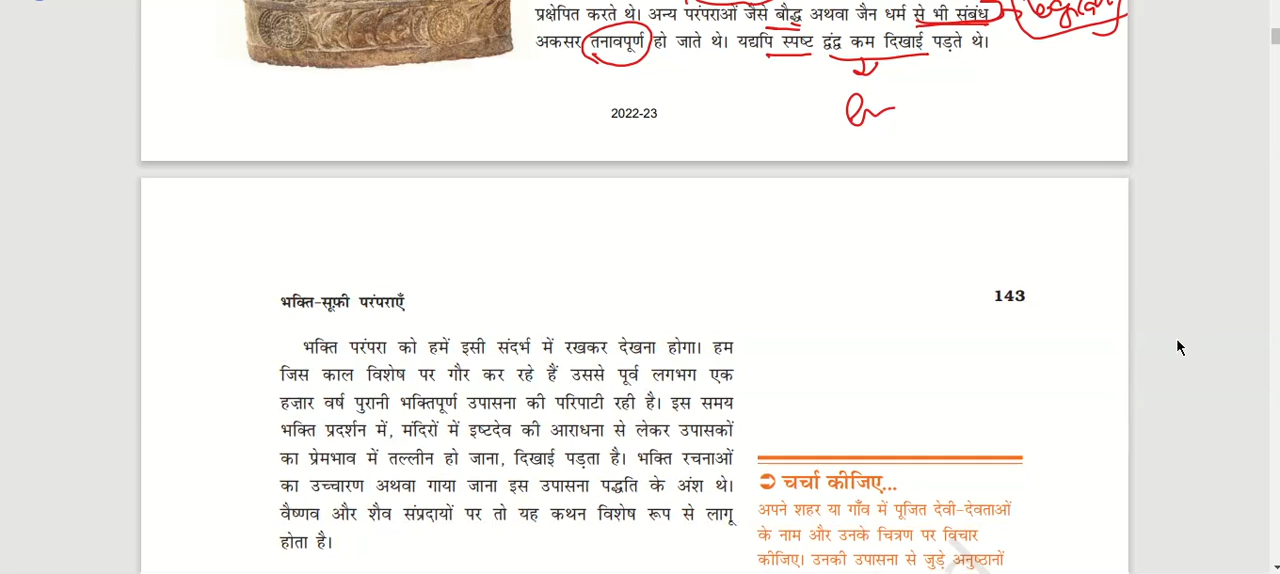 प्रक्षेपित करते थे। अन्य परंपराओं जैसे बौद्ध अथवा जैन धर्म से भी संबंध
अकसर तनावपूर्ण हो जाते थे। यद्यपि स्पष्ट द्वंद्व कम दिखाई पड़ते थे।
2022-23
भक्ति-सूफ़ी परंपराएँ
143
भक्ति परंपरा को हमें इसी संदर्भ में रखकर देखना होगा। हम
जिस काल विशेष पर गौर कर रहे हैं उससे पूर्व लगभग एक
हज़ार वर्ष पुरानी भक्तिपूर्ण उपासना की परिपाटी रही है। इस समय
भक्ति प्रदर्शन में, मंदिरों में इष्टदेव की आराधना से लेकर उपासकों
का प्रेमभाव में तल्लीन हो जाना, दिखाई पड़ता है। भक्ति रचनाओं
का उच्चारण अथवा गाया जाना इस उपासना पद्धति के अंश थे।
वैष्णव और शैव संप्रदायों पर तो यह कथन विशेष रूप से लागू
होता है।
चर्चा कीजिए...
अपने शहर या गाँव में पूजित देवी-देवताओं
के नाम और उनके चित्रण पर विचार
कीजिए। उनकी उपासना से जुड़े अनुष्ठानों